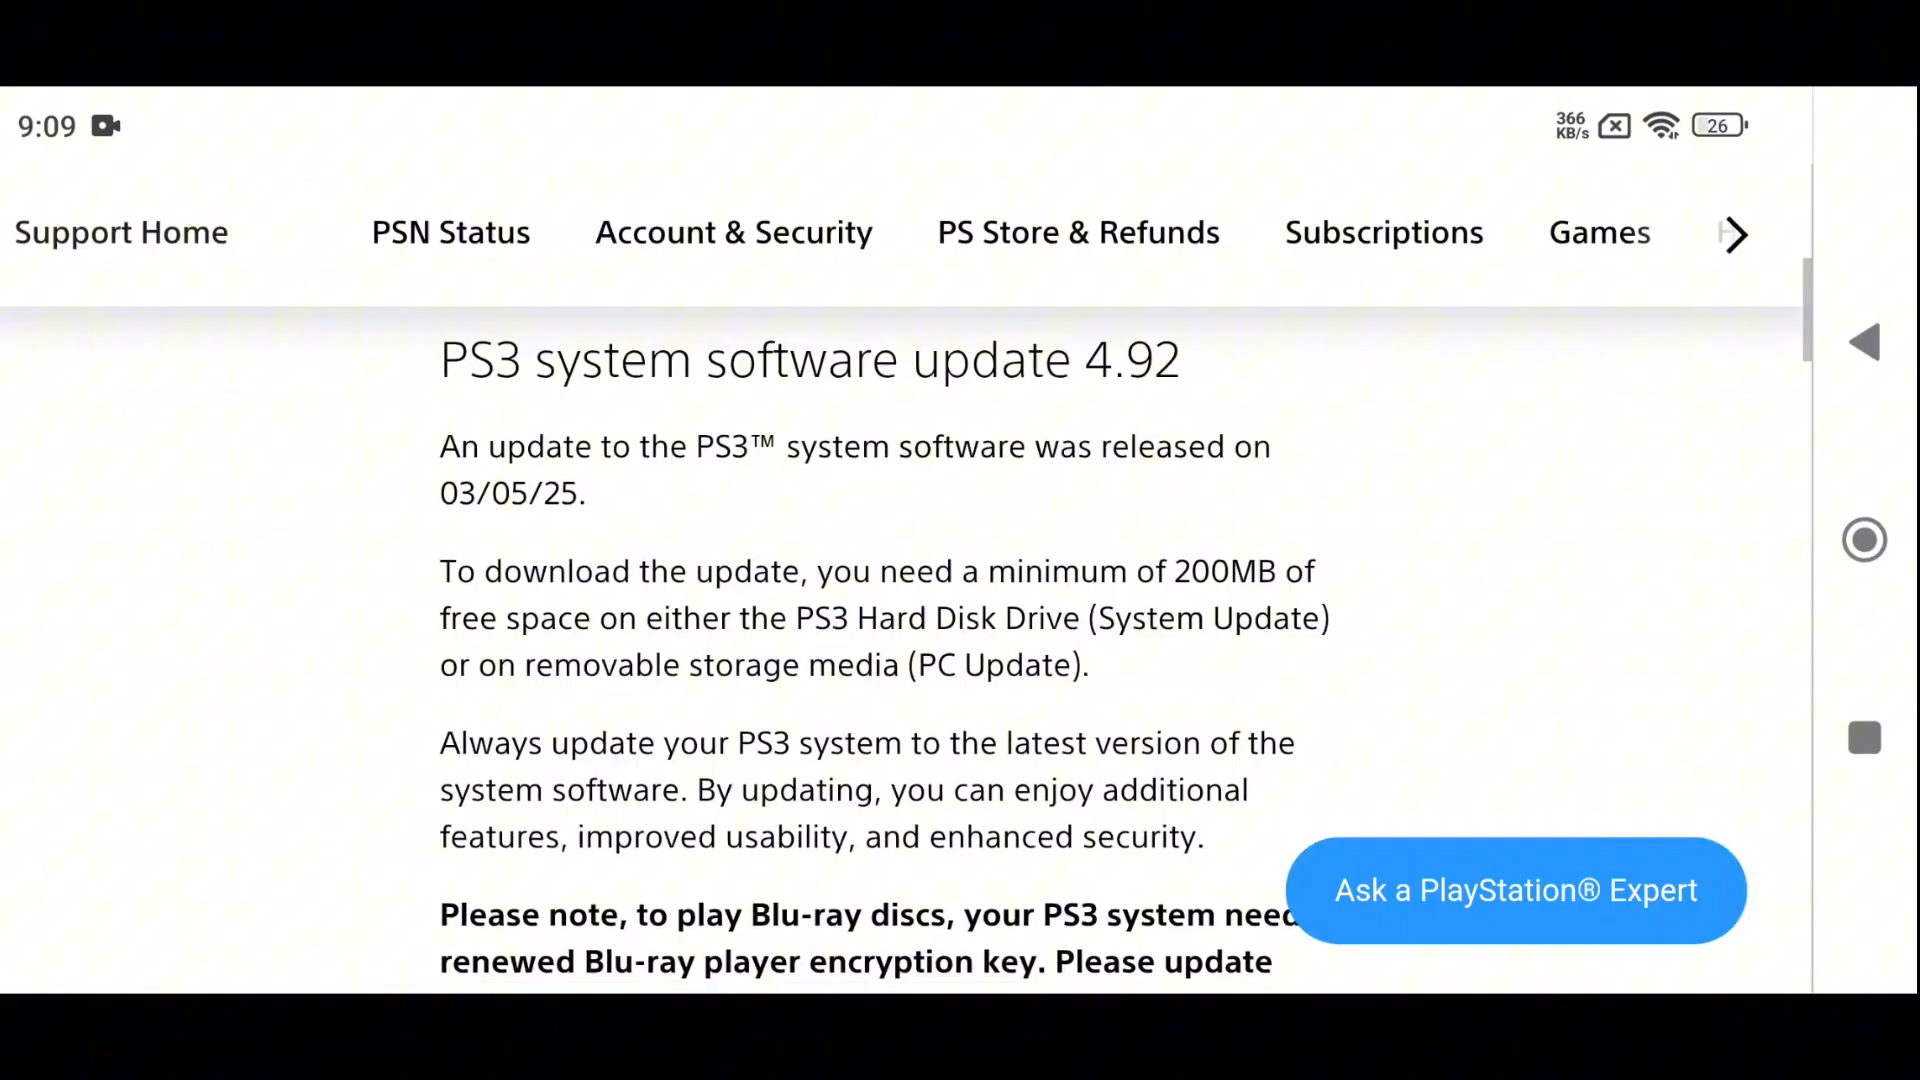 9:09
366
KB/s
26
Support Home
PSN Status
Account & Security
PS Store & Refunds
Subscriptions
Games
PS3 system software update 4.92
An update to the PS3™ system software was released on
03/05/25.
To download the update, you need a minimum of 200MB of
free space on either the PS3 Hard Disk Drive (System Update)
or on removable storage media (PC Update).
Always update your PS3 system to the latest version of the
system software. By updating, you can enjoy additional
features, improved usability, and enhanced security.
Please note, to play Blu-ray discs, your PS3 system need
renewed Blu-ray player encryption key. Please update
Ask a PlayStation® Expert